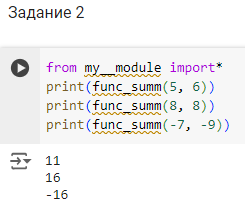 Задание 2
from my__module import*
print(func_summ(5, 6))
print(func_summ(8, 8))
print(func_summ(-7, -9))
11
16
-16